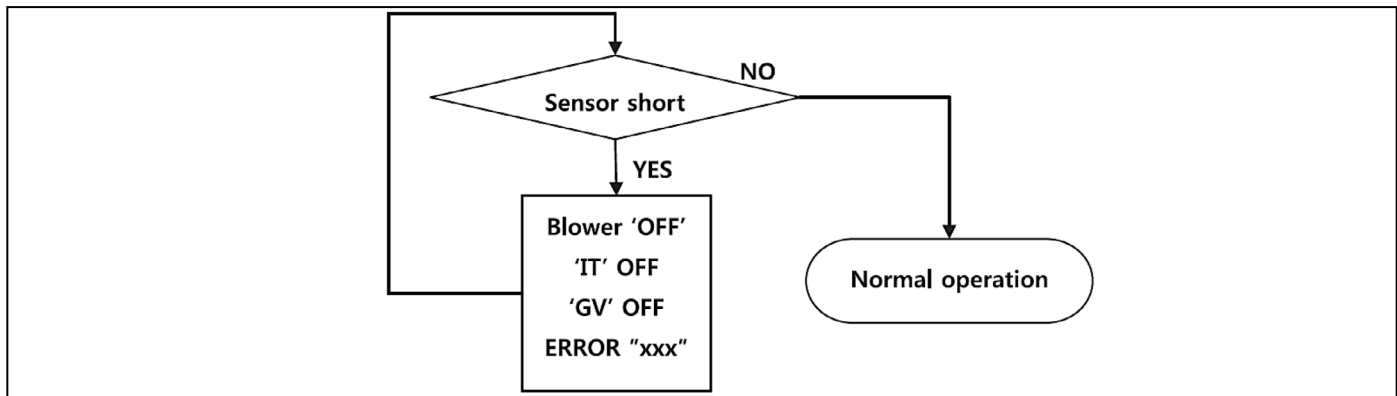 NO
Sensor short
YES
Blower ‘OFF’
‘IT’ OFF
‘GV’ OFF
ERROR “xxx”
Normal operation